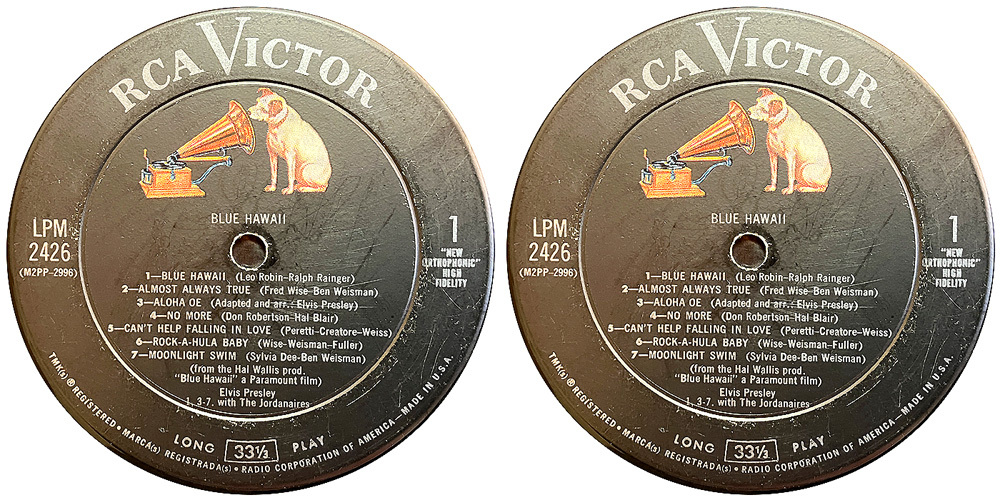 RCA VICTOR
BLUE HAWAII
LPM
2426
(M2PP-2996)
1
"NEW
ORTHOPHONIC"
HIGH
FIDELITY
1—BLUE HAWAII (Leo Robin-Ralph Rainger)
2—ALMOST ALWAYS TRUE (Fred Wise-Ben Weisman)
3—ALOHA OE (Adapted and arr.: Elvis Presley)
4—NO MORE (Don Robertson-Hal Blair)
5—CAN'T HELP FALLING IN LOVE (Peretti-Creatore-Weiss)
6—ROCK-A-HULA BABY (Wise-Weisman-Fuller)
7—MOONLIGHT SWIM (Sylvia Dee-Ben Weisman)
(from the Hal Wallis prod.
"Blue Hawaii" a Paramount film)
Elvis Presley
1, 3-7. with The Jordanaires
LONG 33⅓ PLAY
TMK(s) ® REGISTERED • MARCA(s) REGISTRADA(s) • RADIO CORPORATION OF AMERICA—MADE IN U.S.A.
RCA VICTOR
BLUE HAWAII
LPM
2426
(M2PP-2996)
1
"NEW
ORTHOPHONIC"
HIGH
FIDELITY
1—BLUE HAWAII (Leo Robin-Ralph Rainger)
2—ALMOST ALWAYS TRUE (Fred Wise-Ben Weisman)
3—ALOHA OE (Adapted and arr.: Elvis Presley)
4—NO MORE (Don Robertson-Hal Blair)
5—CAN'T HELP FALLING IN LOVE (Peretti-Creatore-Weiss)
6—ROCK-A-HULA BABY (Wise-Weisman-Fuller)
7—MOONLIGHT SWIM (Sylvia Dee-Ben Weisman)
(from the Hal Wallis prod.
"Blue Hawaii" a Paramount film)
Elvis Presley
1, 3-7. with The Jordanaires
LONG 33⅓ PLAY
TMK(s) ® REGISTERED • MARCA(s) REGISTRADA(s) • RADIO CORPORATION OF AMERICA—MADE IN U.S.A.